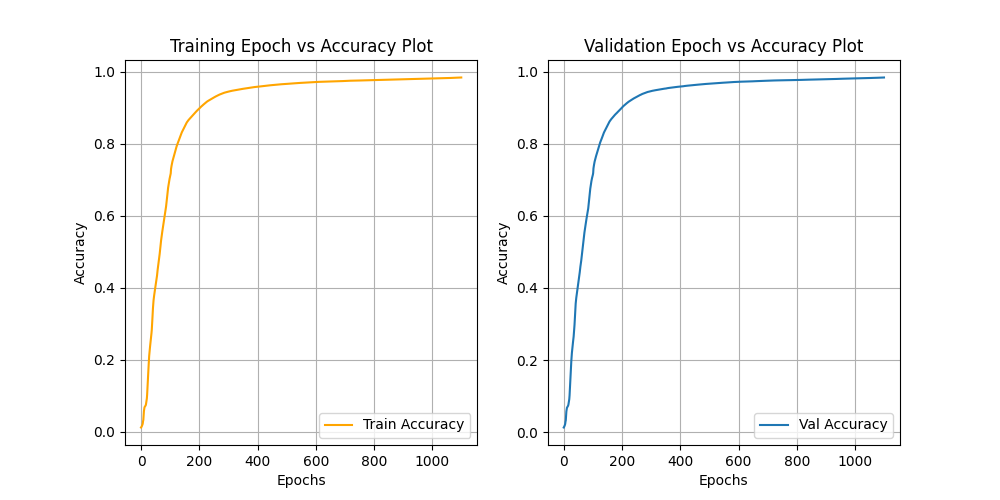 Training Epoch vs Accuracy Plot
Accuracy
1.0
0.8
0.6
0.4
0.2
0.0
Train Accuracy
0 200 400 600 800 1000
Epochs
Validation Epoch vs Accuracy Plot
Accuracy
1.0
0.8
0.6
0.4
0.2
0.0
Val Accuracy
0 200 400 600 800 1000
Epochs